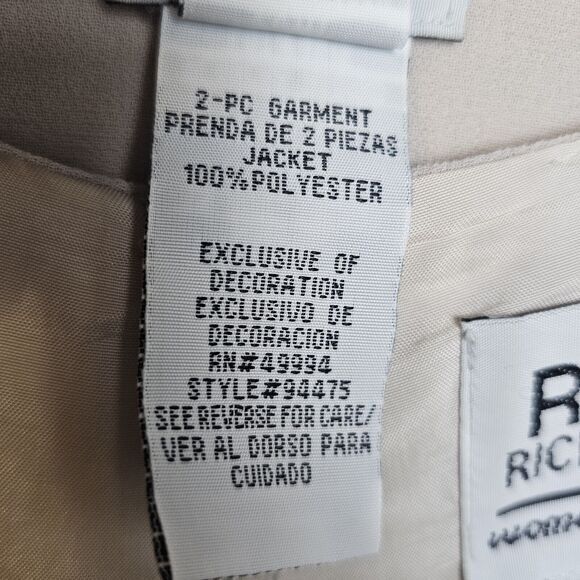 2-PC GARMENT
PRENDA DE 2 PIEZAS
JACKET
100%POLYESTER
EXCLUSIVE OF
DECORATION
EXCLUSIVO DE
DECORACION
RN#49994
STYLE#94475
SEE REVERSE FOR CARE/
VER AL DORSO PARA
CUIDADO
R
RIC